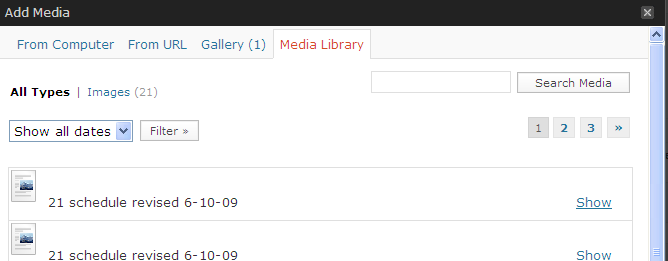 Add Media
From Computer From URL Gallery (1) Media Library
All Types | Images (21) Search Media
Show all dates Filter » 1 2 3 »
21 schedule revised 6-10-09 Show
21 schedule revised 6-10-09 Show